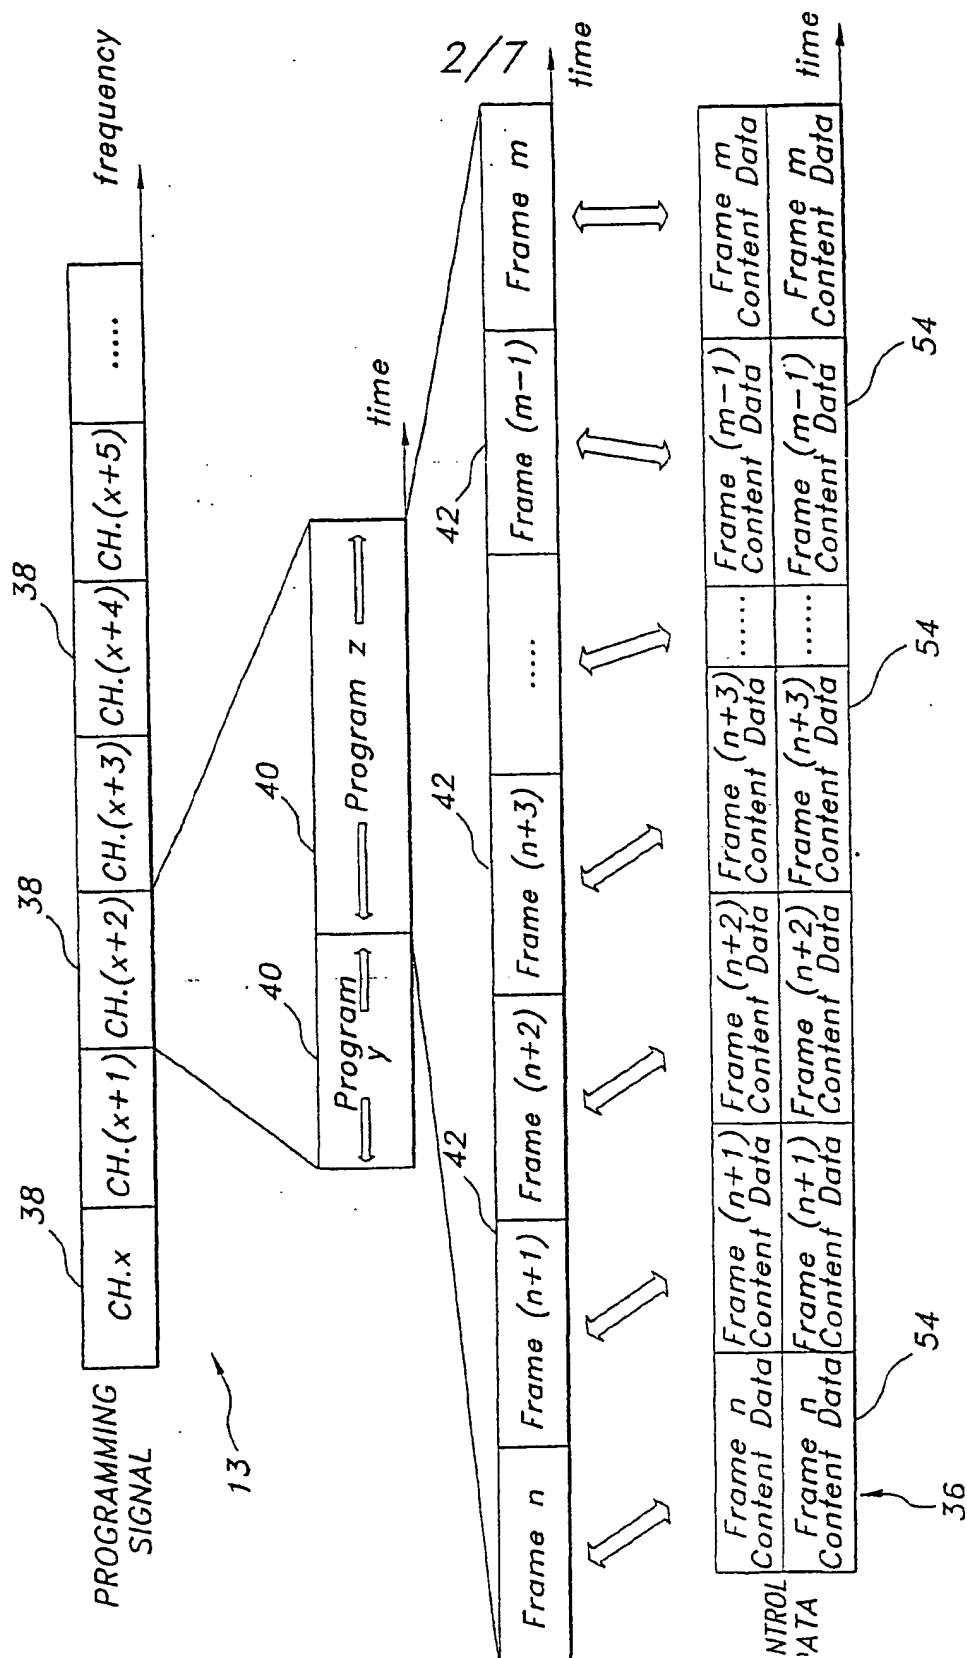 2/7
PROGRAMMING
SIGNAL
13
38
38
38
CH.x
CH.(x+1)
CH.(x+2)
CH.(x+3)
CH.(x+4)
CH.(x+5)
.....
frequency
40
40
Program
y
Program z
time
42
42
42
Frame n
Frame (n+1)
Frame (n+2)
Frame (n+3)
.....
Frame (m-1)
Frame m
time
NTROL
Frame n
Content Data
Frame (n+1)
Content Data
Frame (n+2)
Content Data
Frame (n+3)
Content Data
......
Frame (m-1)
Content Data
Frame m
Content Data
Frame n
Content Data
Frame (n+1)
Content Data
Frame (n+2)
Content Data
Frame (n+3)
Content Data
......
Frame (m-1)
Content Data
Frame m
Content Data
time
36
54
54
54